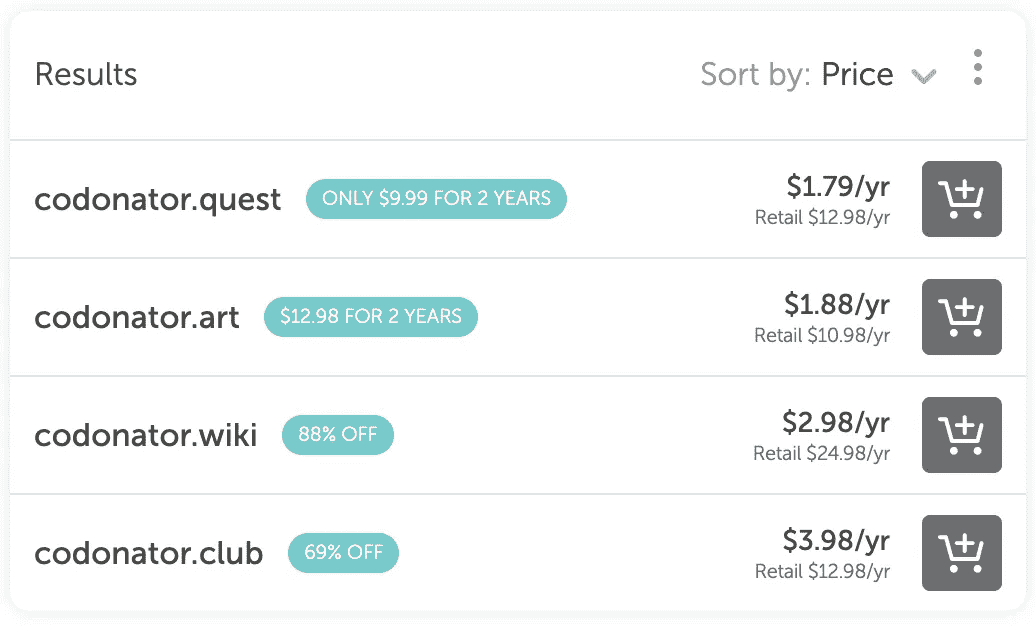 Results
Sort by: Price
codonator.quest ONLY $9.99 FOR 2 YEARS $1.79/yr
Retail $12.98/yr
codonator.art $12.98 FOR 2 YEARS $1.88/yr
Retail $10.98/yr
codonator.wiki 88% OFF $2.98/yr
Retail $24.98/yr
codonator.club 69% OFF $3.98/yr
Retail $12.98/yr